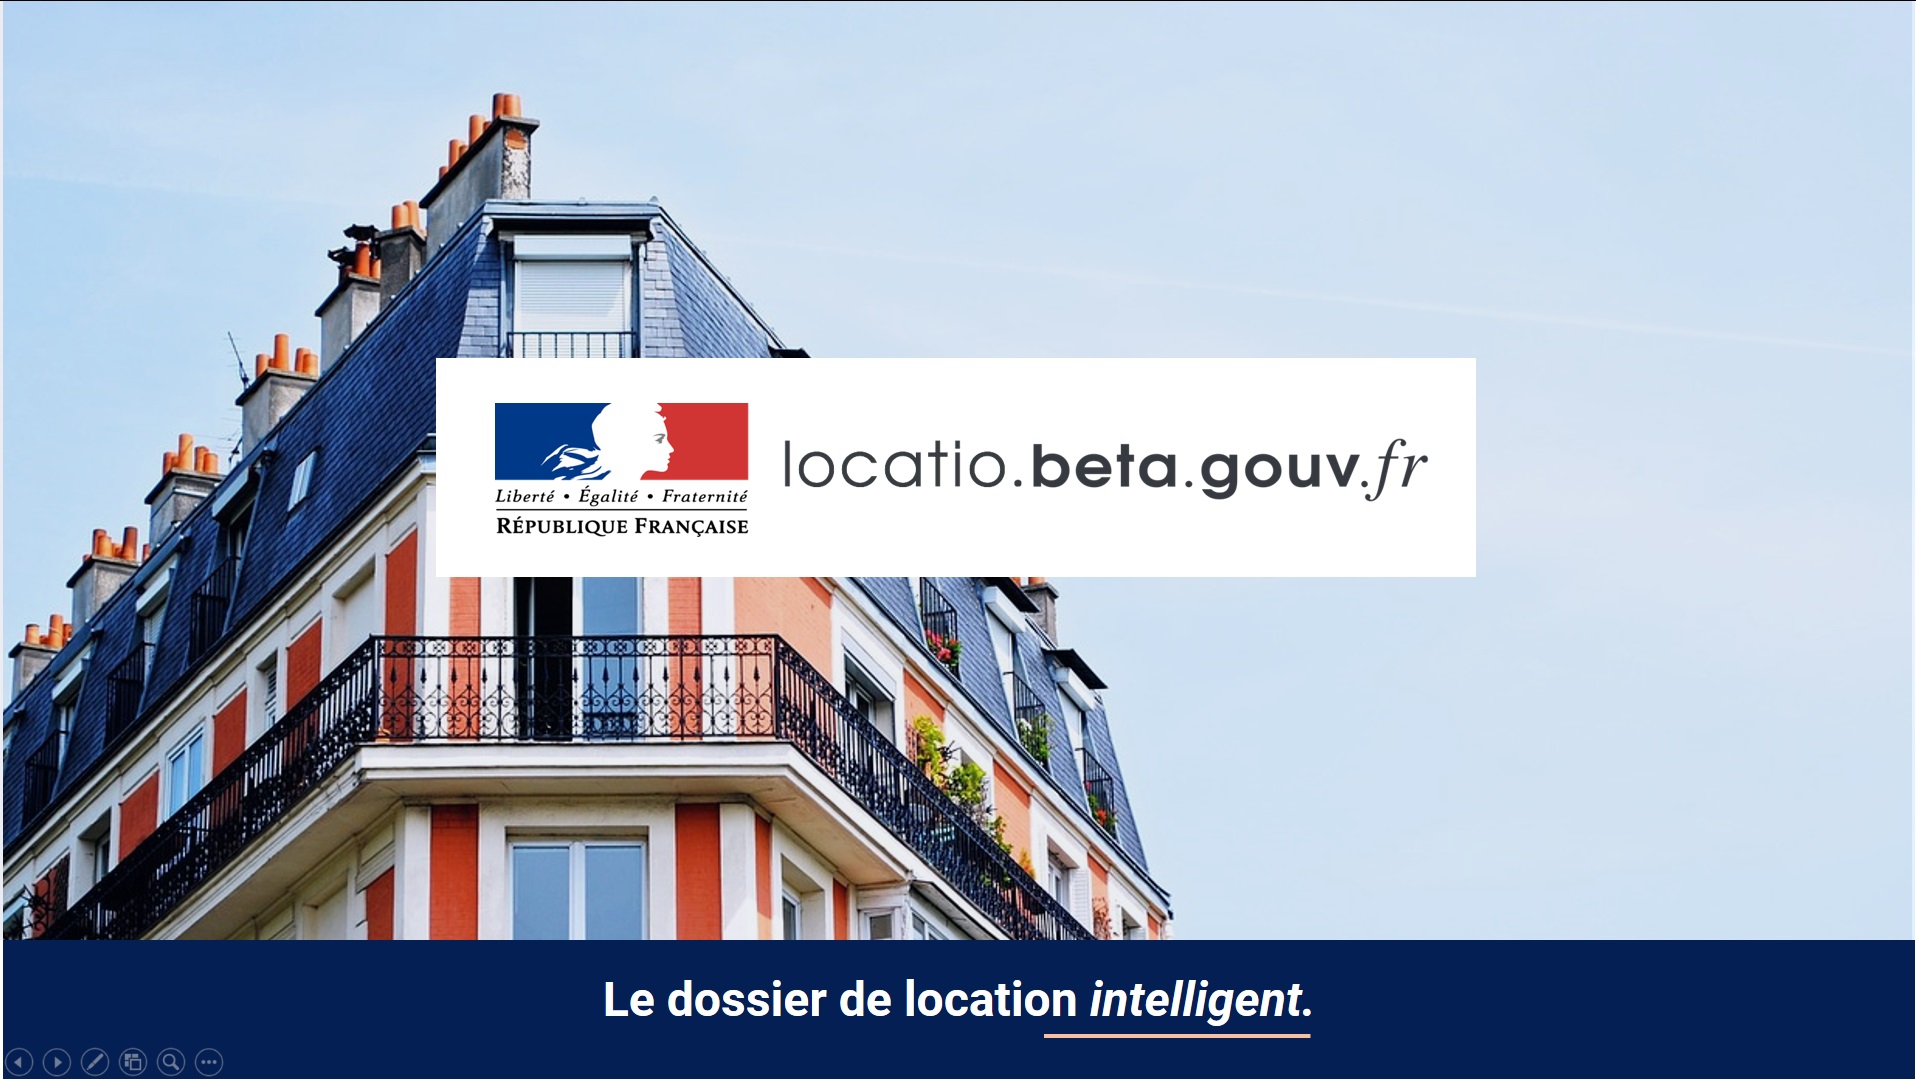 Liberté • Égalité • Fraternité
RÉPUBLIQUE FRANÇAISE
locatio.beta.gouv.fr
Le dossier de location intelligent.